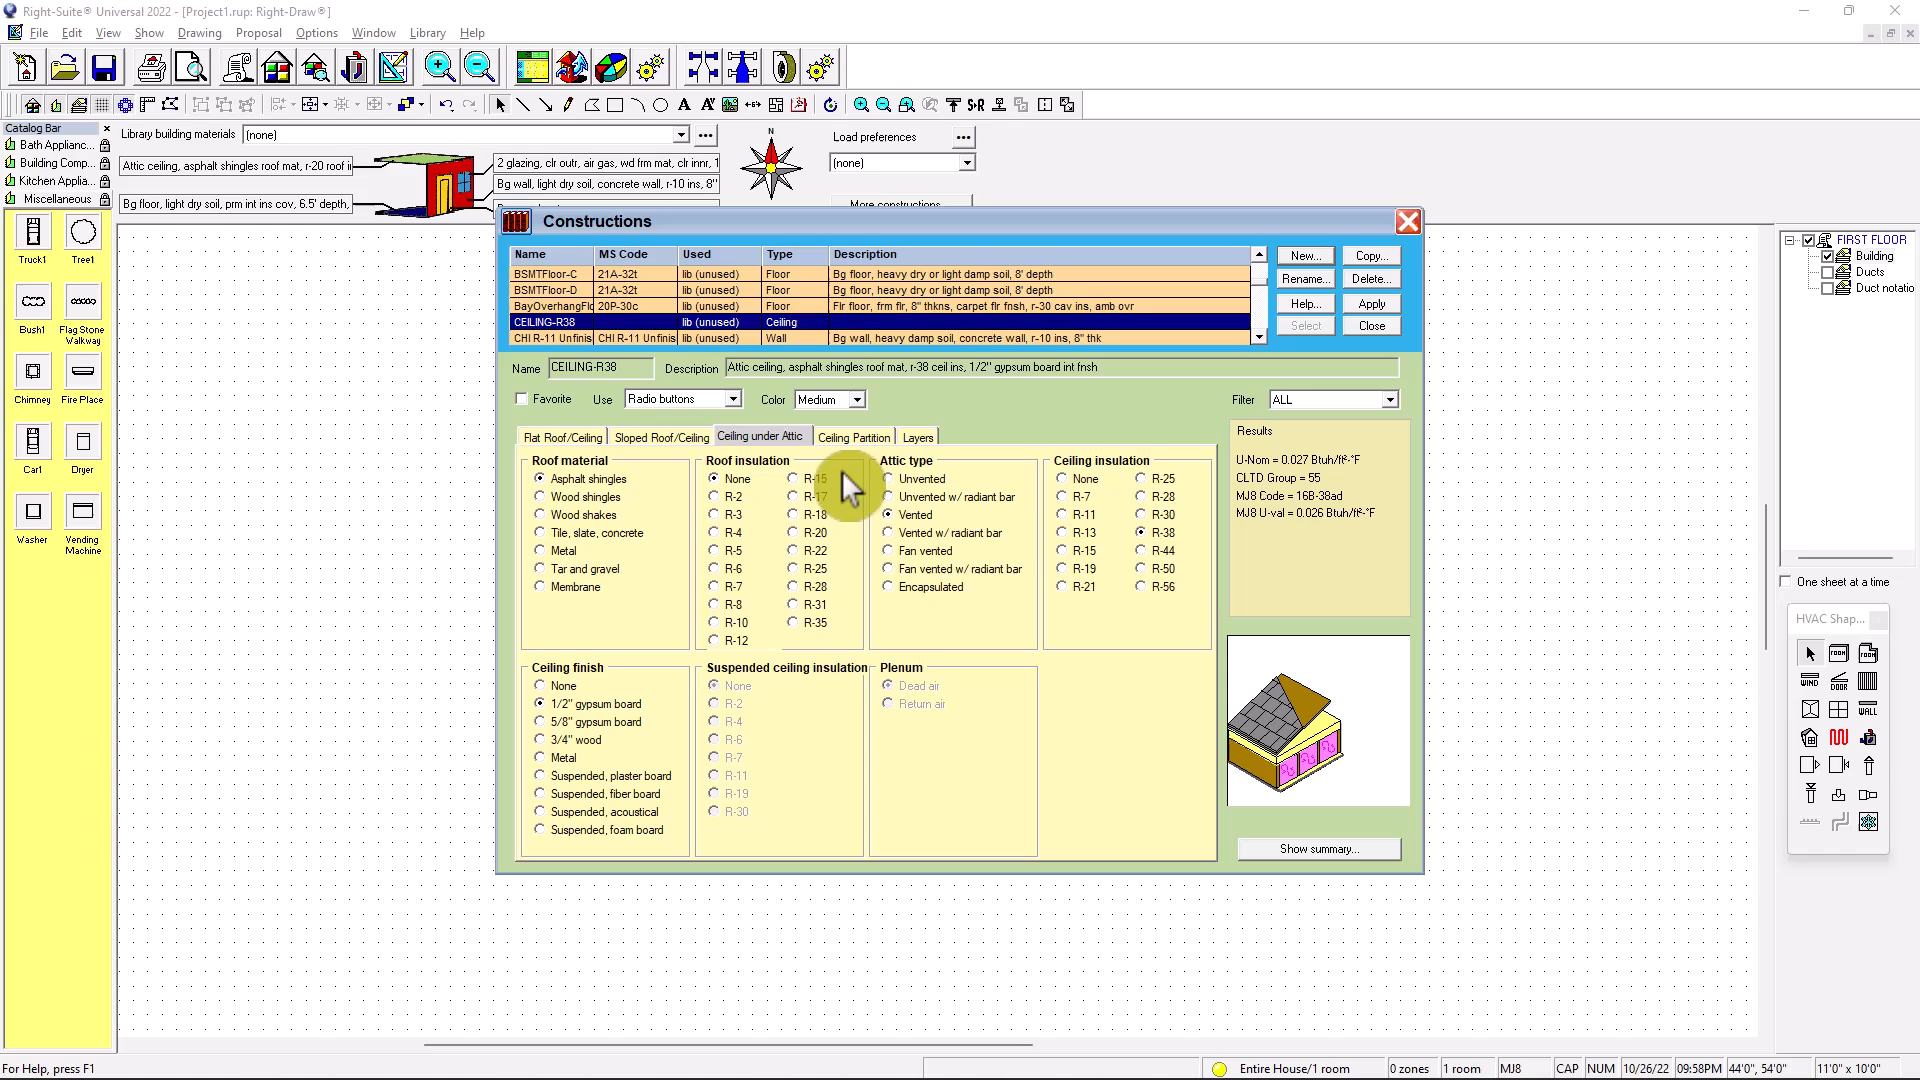 Right-Suite® Universal 2022 - [Project1.rup: Right-Draw®]
File Edit View Show Drawing Proposal Options Window Library Help
Catalog Bar
Bath Applianc...
Building Comp...
Kitchen Applia...
Miscellaneous
Truck1 Tree1
Bush1 Flag Stone Walkway
Chimney Fire Place
Car1 Dryer
Washer Vending Machine
Library building materials (none)
Attic ceiling, asphalt shingles roof mat, r-20 roof i
Bg floor, light dry soil, prm int ins cov, 6.5' depth,
2 glazing, clr outr, air gas, wd frm mat, clr innr, 1
Bg wall, light dry soil, concrete wall, r-10 ins, 8"
N
Load preferences
(none)
More constructions
Constructions
Name MS Code Used Type Description
BSMTFloor-C 21A-32t lib (unused) Floor Bg floor, heavy dry or light damp soil, 8' depth
BSMTFloor-D 21A-32t lib (unused) Floor Bg floor, heavy dry or light damp soil, 8' depth
BayOverhangFlo 20P-30c lib (unused) Floor Flr floor, frm flr, 8" thkns, carpet flr fnsh, r-30 cav ins, amb ovr
CEILING-R38 lib (unused) Ceiling
CHI R-11 Unfinis CHI R-11 Unfinis lib (unused) Wall Bg wall, heavy damp soil, concrete wall, r-10 ins, 8" thk
New... Copy...
Rename... Delete...
Help... Apply
Select Close
Name CEILING-R38 Description Attic ceiling, asphalt shingles roof mat, r-38 ceil ins, 1/2" gypsum board int fnsh
Favorite Use Radio buttons Color Medium Filter ALL
Flat Roof/Ceiling Sloped Roof/Ceiling Ceiling under Attic Ceiling Partition Layers
Roof material
Asphalt shingles
Wood shingles
Wood shakes
Tile, slate, concrete
Metal
Tar and gravel
Membrane
Roof insulation
None R-15
R-2 R-17
R-3 R-18
R-4 R-20
R-5 R-22
R-6 R-25
R-7 R-28
R-8 R-31
R-10 R-35
R-12
Attic type
Unvented
Unvented w/ radiant bar
Vented
Vented w/ radiant bar
Fan vented
Fan vented w/ radiant bar
Encapsulated
Ceiling insulation
None R-25
R-7 R-28
R-11 R-30
R-13 R-38
R-15 R-44
R-19 R-50
R-21 R-56
Ceiling finish
None
1/2" gypsum board
5/8" gypsum board
3/4" wood
Metal
Suspended, plaster board
Suspended, fiber board
Suspended, acoustical
Suspended, foam board
Suspended ceiling insulation
None
R-2
R-4
R-6
R-7
R-11
R-19
R-30
Plenum
Dead air
Return air
Results
U-Nom = 0.027 Btuh/ft²-°F
CLTD Group = 55
MJ8 Code = 16B-38ad
MJ8 U-val = 0.026 Btuh/ft²-°F
Show summary...
FIRST FLOOR
Building
Ducts
Duct notatio
One sheet at a time
HVAC Shap...
ROOM ROOM
WIND DOOR
WALL
For Help, press F1
Entire House/1 room 0 zones 1 room MJ8 CAP NUM 10/26/22 09:58PM 44'0", 54'0" 11'0" x 10'0"